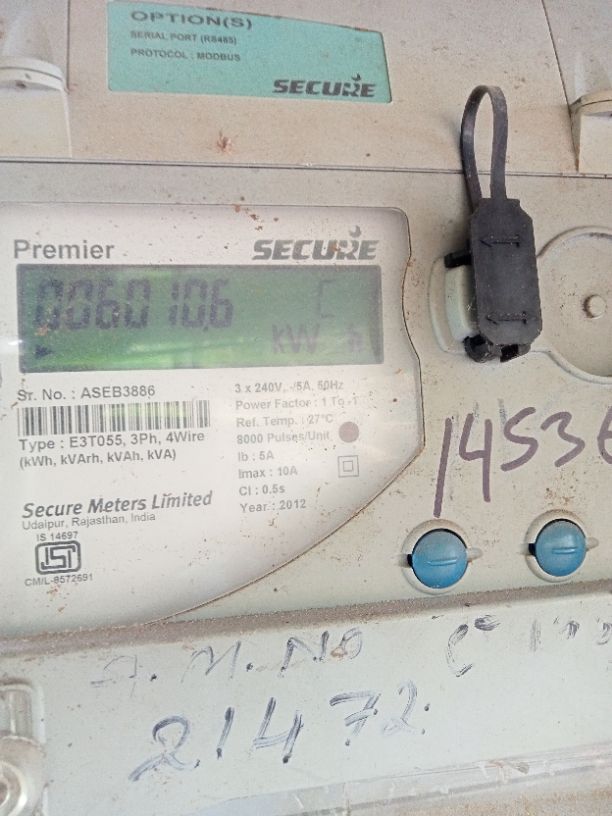 OPTION(S)
SERIAL PORT (RS485)
PROTOCOL : MODBUS
SECURE
Premier
SECURE
006010.6 C
kW h
Sr. No. : ASEB3886
Type : E3T055, 3Ph, 4Wire
(kWh, kVArh, kVAh, kVA)
3 x 240V, -/5A, 50Hz
Power Factor : 1 To -1
Ref. Temp. : 27°C
8000 Pulses/Unit
Ib : 5A
Imax : 10A
Cl : 0.5s
Year : 2012
Secure Meters Limited
Udaipur, Rajasthan, India
IS 14697
ISI
CM/L-8572691
1453
A.M.NO
21472